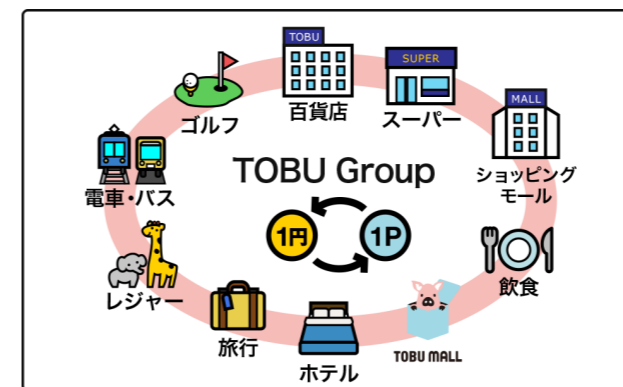 TOBU
百貨店
SUPER
スーパー
MALL
ショッピング
モール
飲食
TOBU MALL
ホテル
旅行
レジャー
電車・バス
ゴルフ
TOBU Group
1円
1P